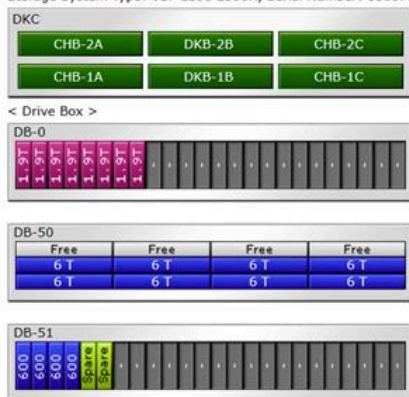 DKC
CHB-2A DKB-2B CHB-2C
CHB-1A DKB-1B CHB-1C
< Drive Box >
DB-0
1.9T 1.9T 1.9T 1.9T 1.9T 1.9T 1.9T
DB-50
Free Free Free Free
6 T 6 T 6 T 6 T
6 T 6 T 6 T 6 T
DB-51
600 600 600 600 Spare Spare